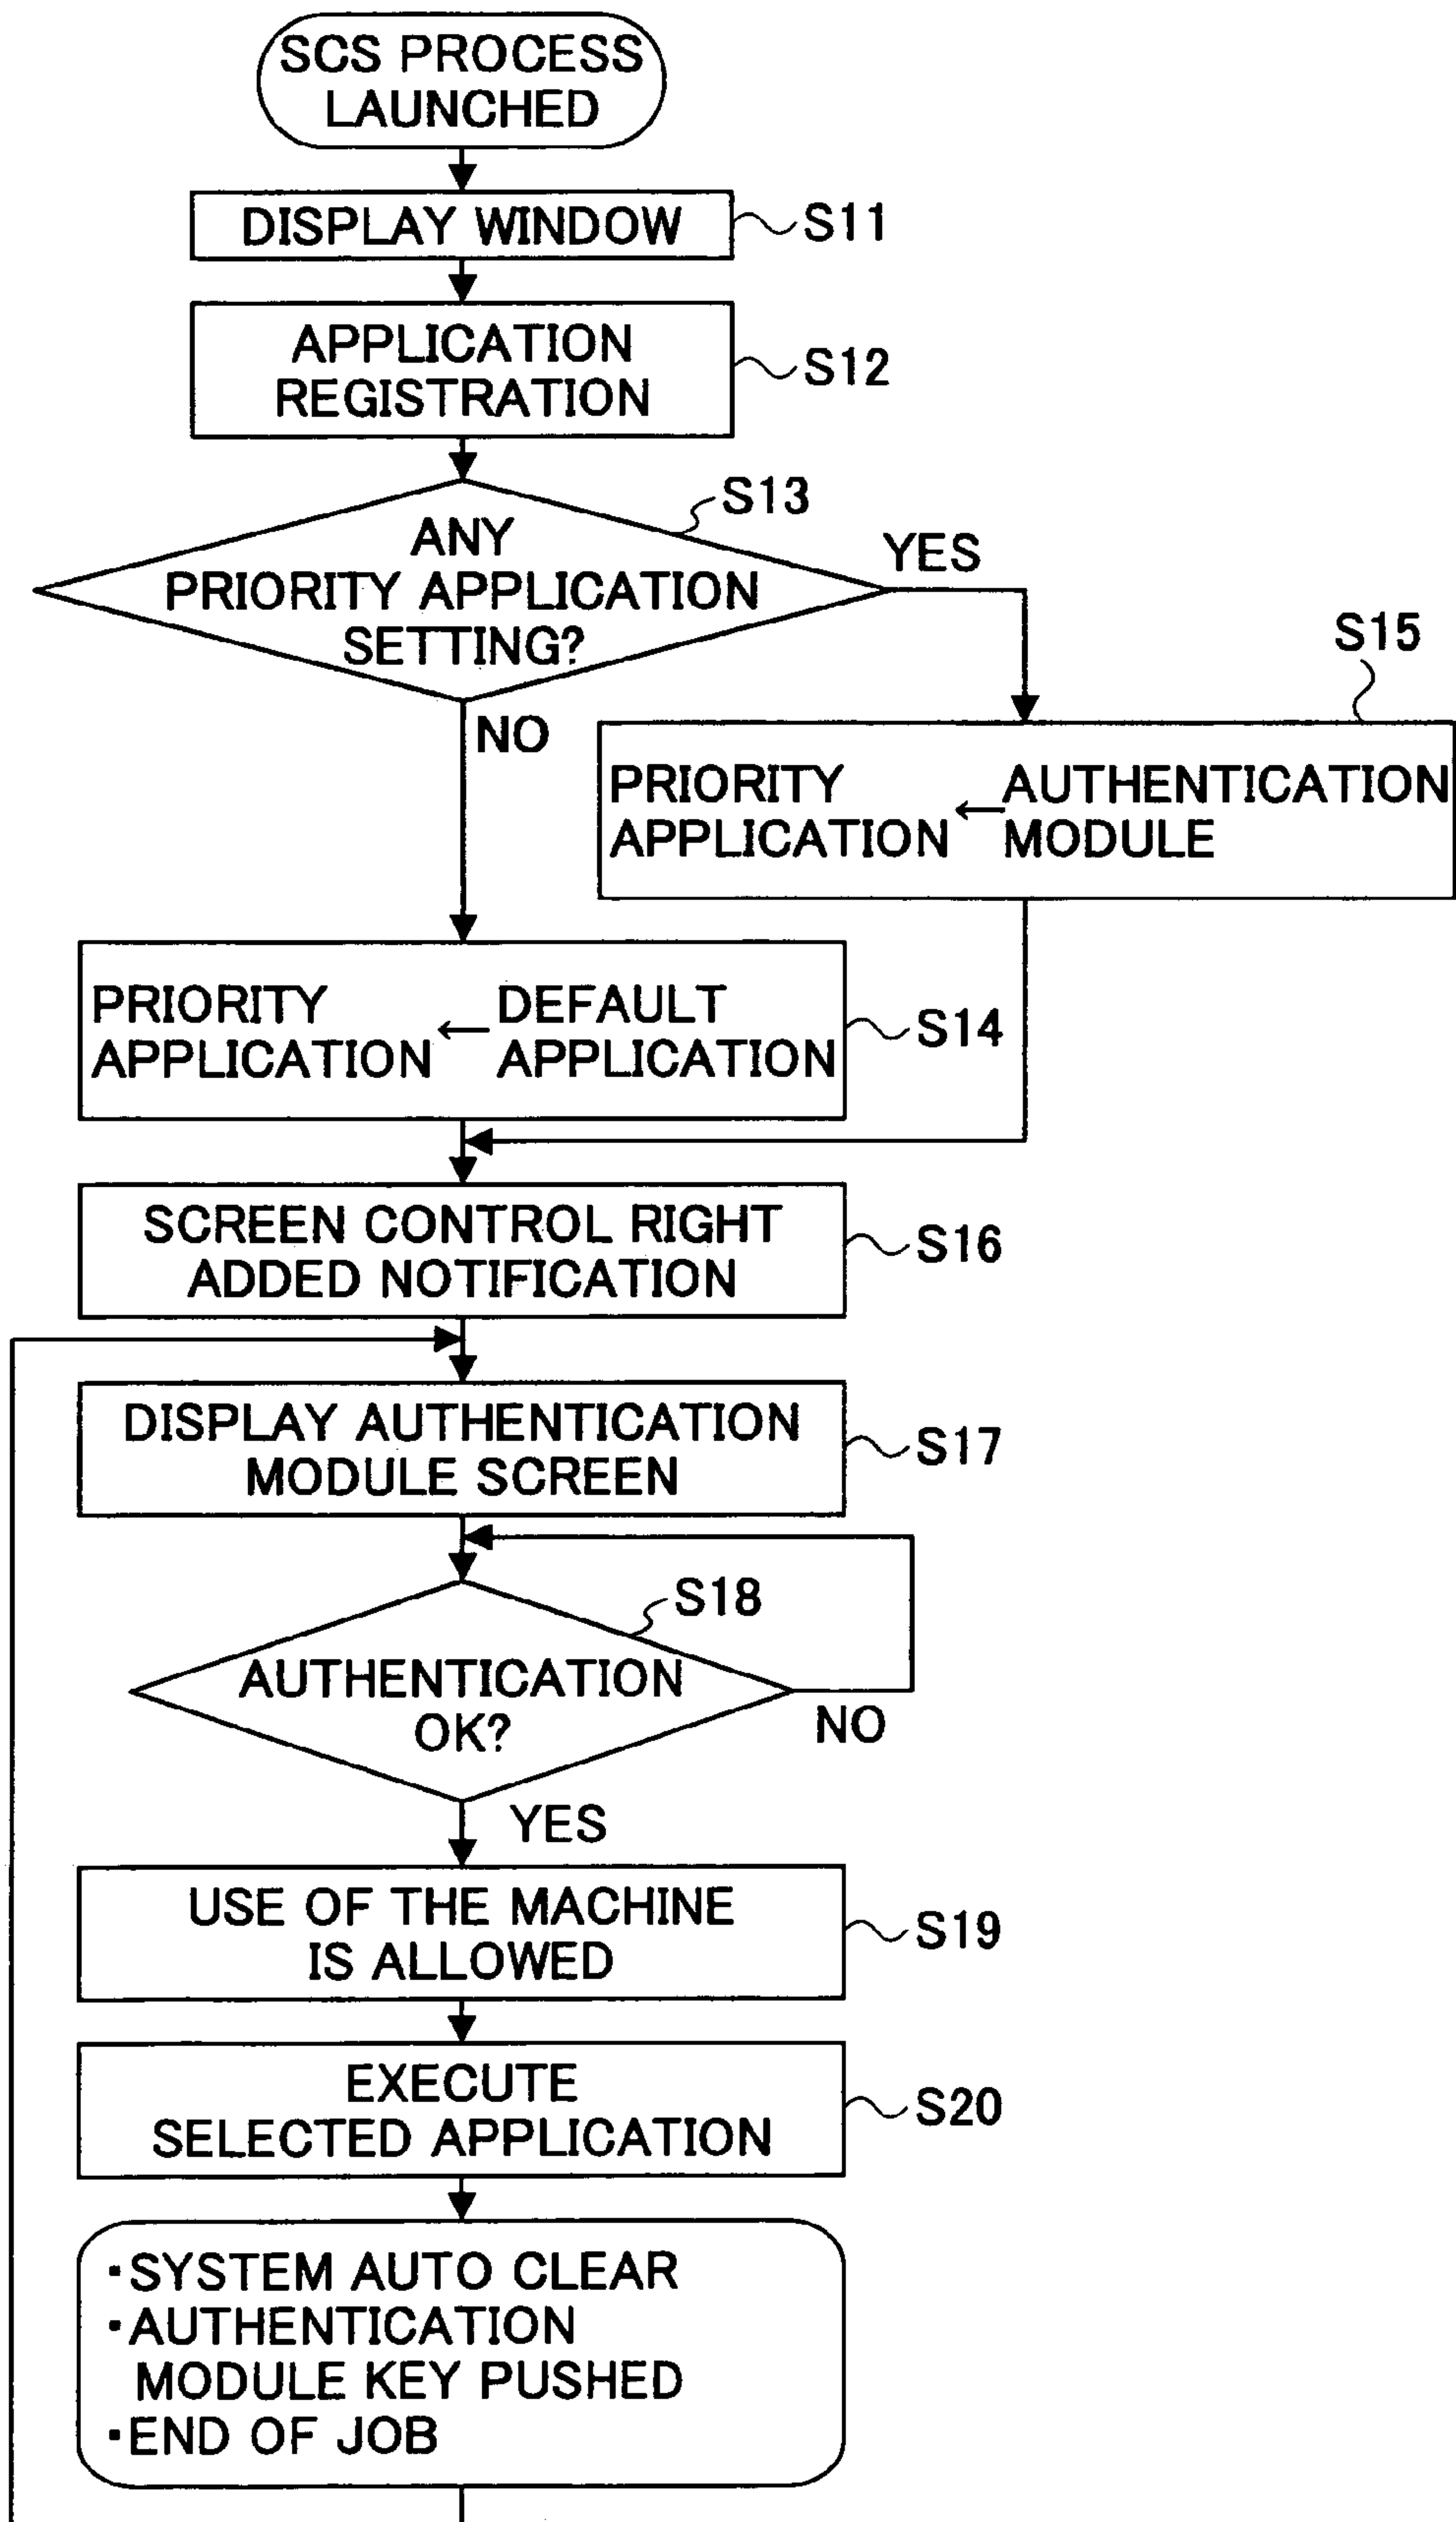 SCS PROCESS
LAUNCHED
DISPLAY WINDOW
S11
APPLICATION
REGISTRATION
S12
S13
ANY
PRIORITY APPLICATION
SETTING?
YES
NO
S15
PRIORITY ← AUTHENTICATION
APPLICATION MODULE
PRIORITY ← DEFAULT
APPLICATION APPLICATION
S14
SCREEN CONTROL RIGHT
ADDED NOTIFICATION
S16
DISPLAY AUTHENTICATION
MODULE SCREEN
S17
S18
AUTHENTICATION
OK?
NO
YES
USE OF THE MACHINE
IS ALLOWED
S19
EXECUTE
SELECTED APPLICATION
S20
・SYSTEM AUTO CLEAR
・AUTHENTICATION
MODULE KEY PUSHED
・END OF JOB